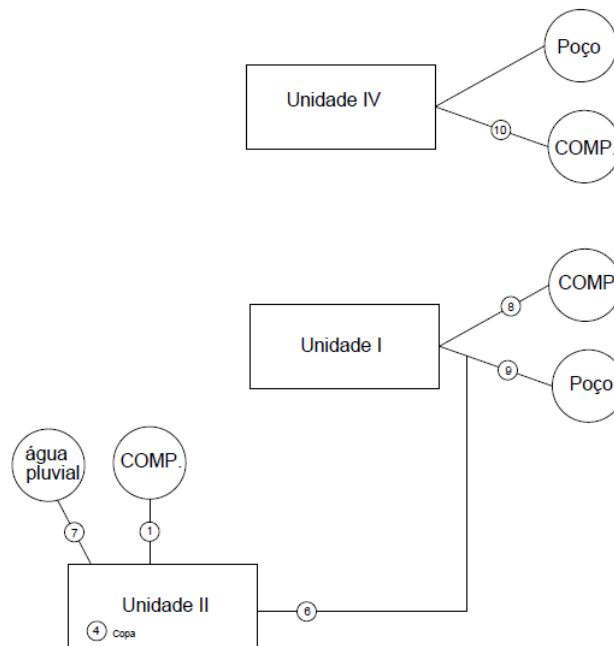 Poço
Unidade IV
10
COMP.
COMP
8
Unidade I
9
Poço
água
pluvial
COMP.
7
1
Unidade II
6
4 Copa